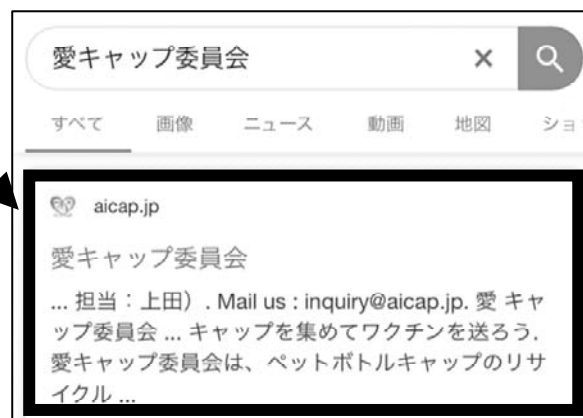 愛キャップ委員会 ×
すべて 画像 ニュース 動画 地図 ショ
aicap.jp
愛キャップ委員会
... 担当：上田）. Mail us : inquiry@aicap.jp. 愛 キャ
ップ委員会 ... キャップを集めてワクチンを送ろう.
愛キャップ委員会は、ペットボトルキャップのリサ
イクル ...